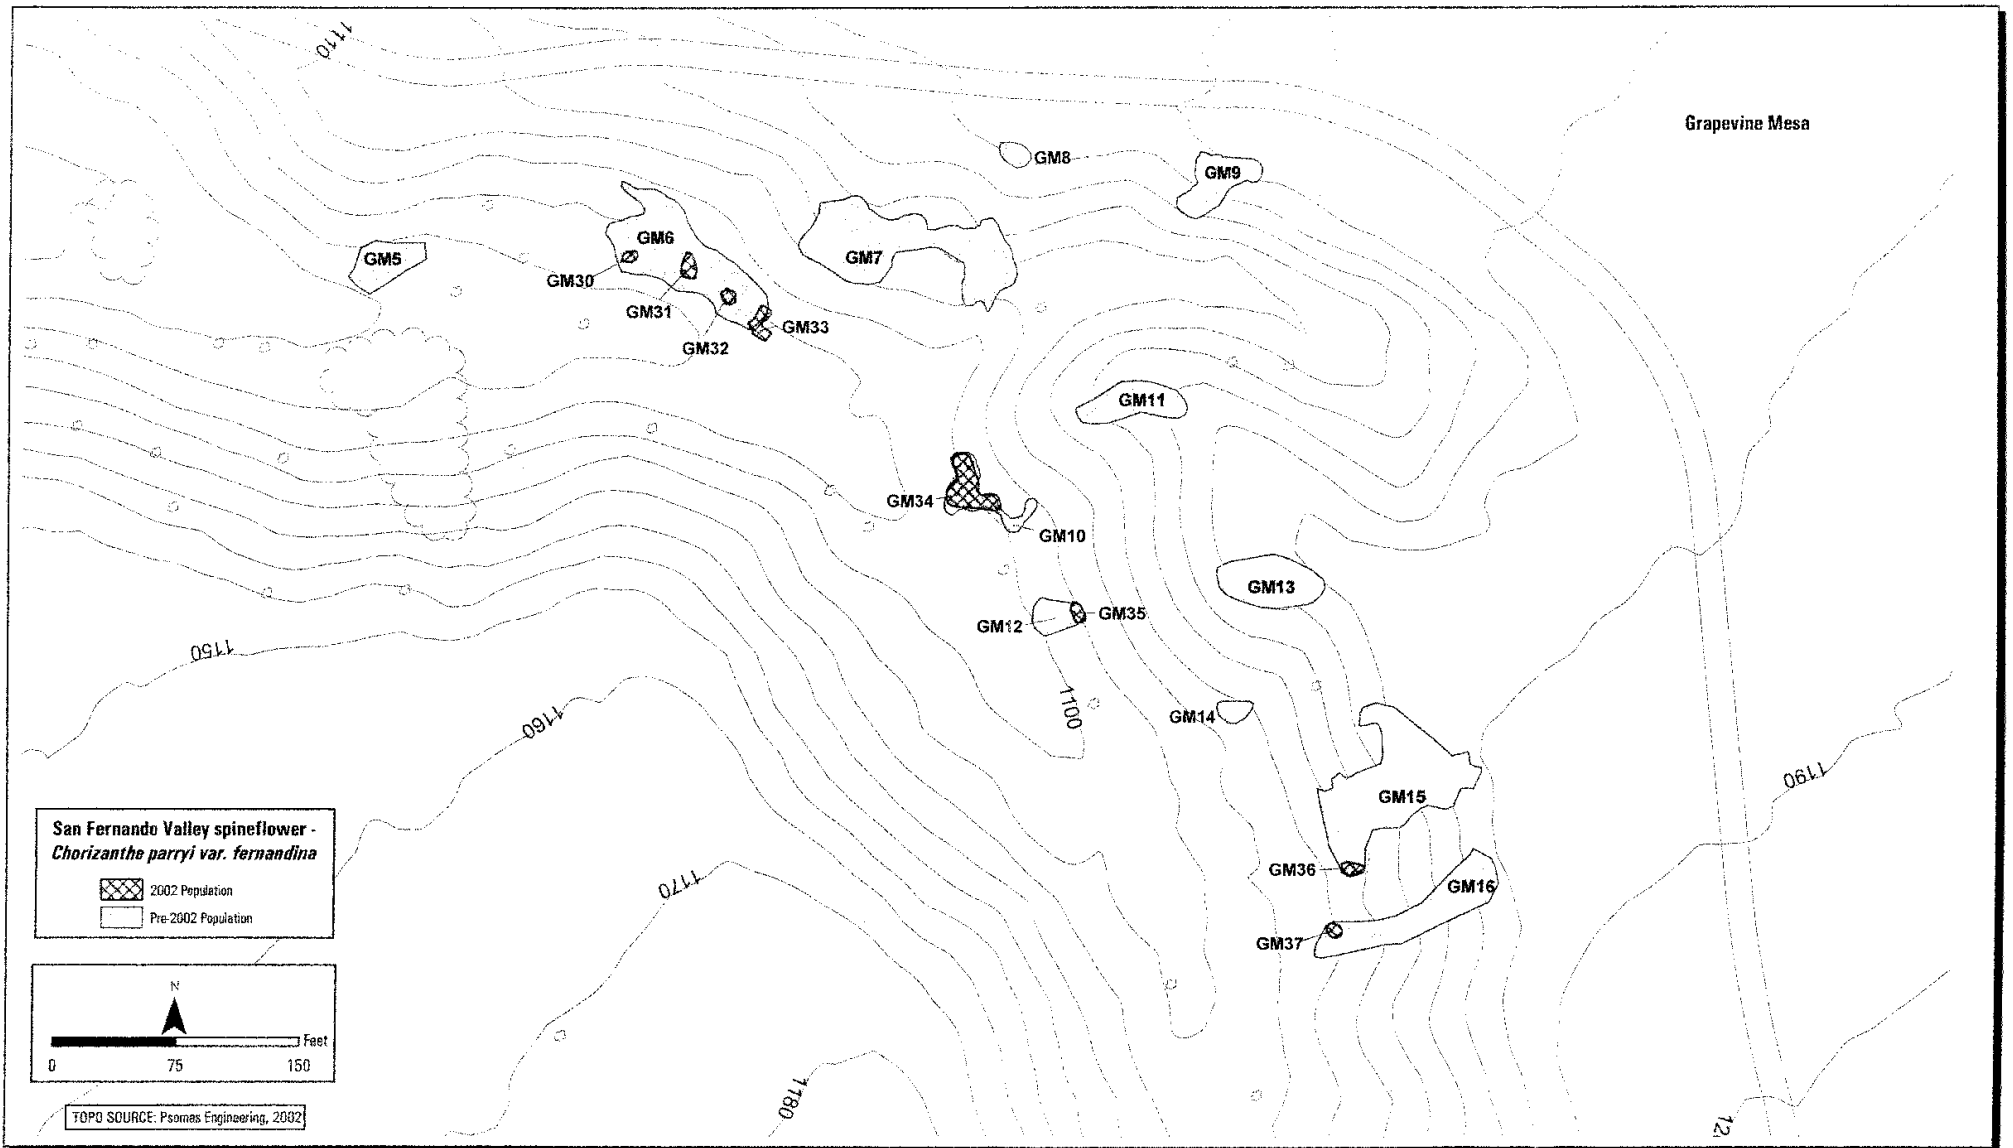 1110
Grapevine Mesa
GM8
GM9
GM6
GM5
GM7
GM30
GM31
GM33
GM32
GM11
GM34
GM10
GM13
GM35
GM12
1150
1100
GM14
1160
1190
GM15
San Fernando Valley spineflower -
Chorizanthe parryi var. fernandina
2002 Population
Pre-2002 Population
GM36
1170
GM16
GM37
N
Feet
0 75 150
1180
TOPO SOURCE: Psomas Engineering, 2002